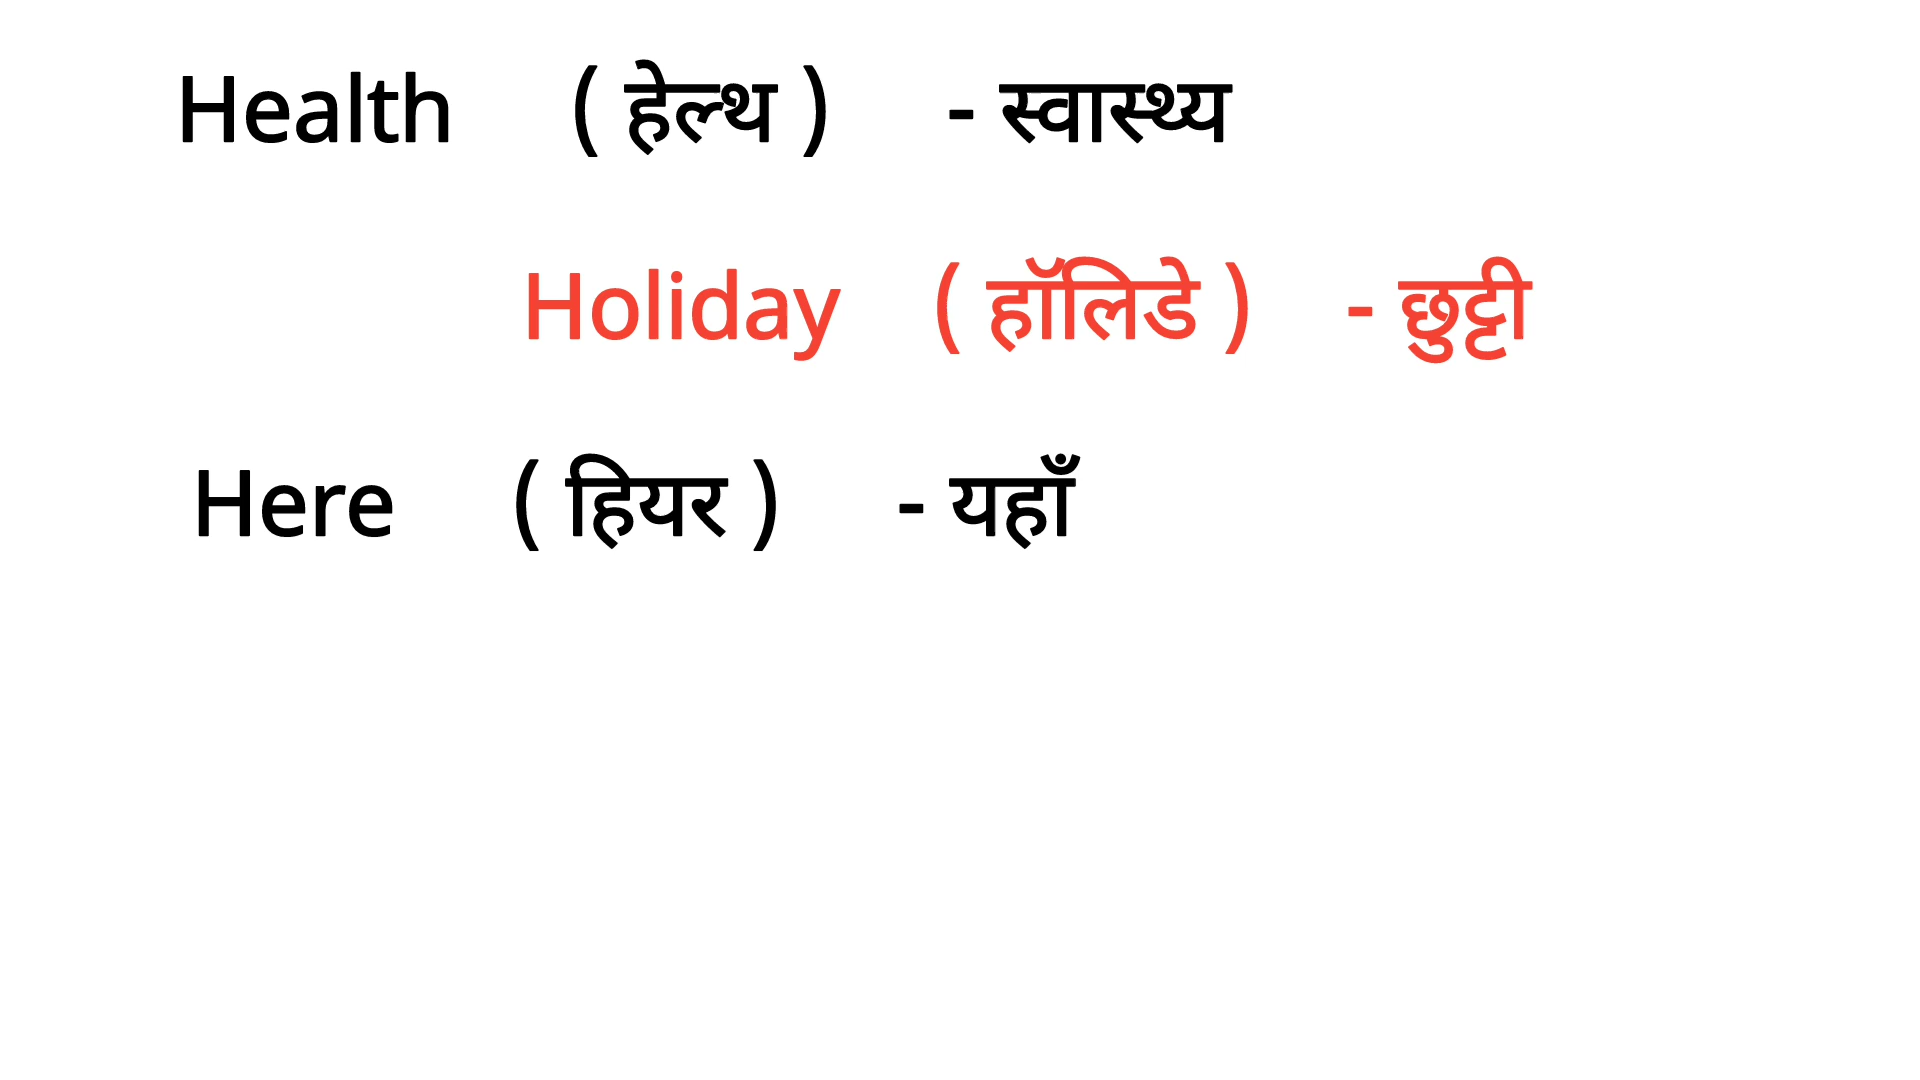 Health ( हेल्थ ) - स्वास्थ्य
Holiday ( हॉलिडे ) - छुट्टी
Here ( हियर ) - यहाँ